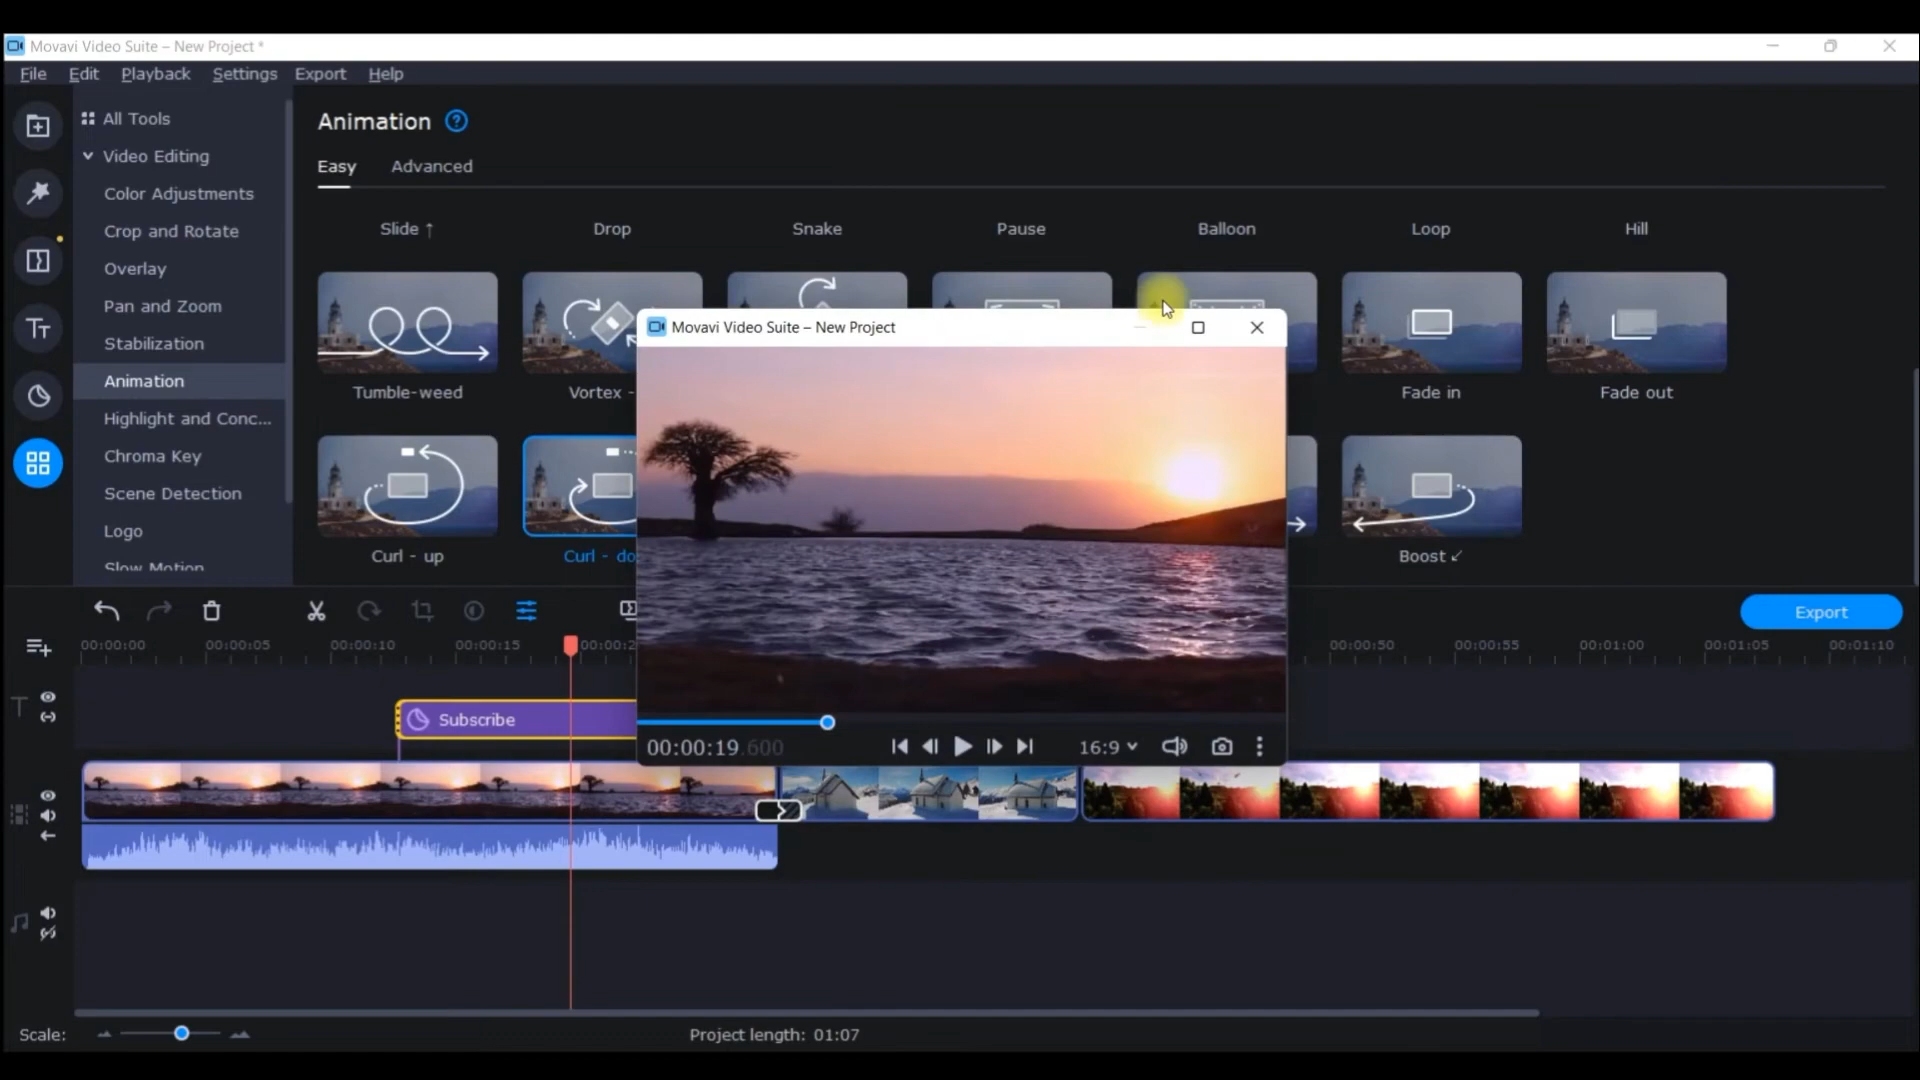 Movavi Video Suite – New Project *
File Edit Playback Settings Export Help
All Tools
Video Editing
Color Adjustments
Crop and Rotate
Overlay
Pan and Zoom
Stabilization
Animation
Highlight and Conc...
Chroma Key
Scene Detection
Logo
Slow Motion
Animation ?
Easy Advanced
Slide ↑ Drop Snake Pause Balloon Loop Hill
Tumble-weed Vortex - Fade in Fade out
Curl - up Curl - do Boost ↙
Movavi Video Suite – New Project
00:00:19.600
16:9
Export
00:00:00 00:00:05 00:00:10 00:00:15 00:00:2 00:00:50 00:00:55 00:01:00 00:01:05 00:01:10
Subscribe
Scale:
Project length: 01:07